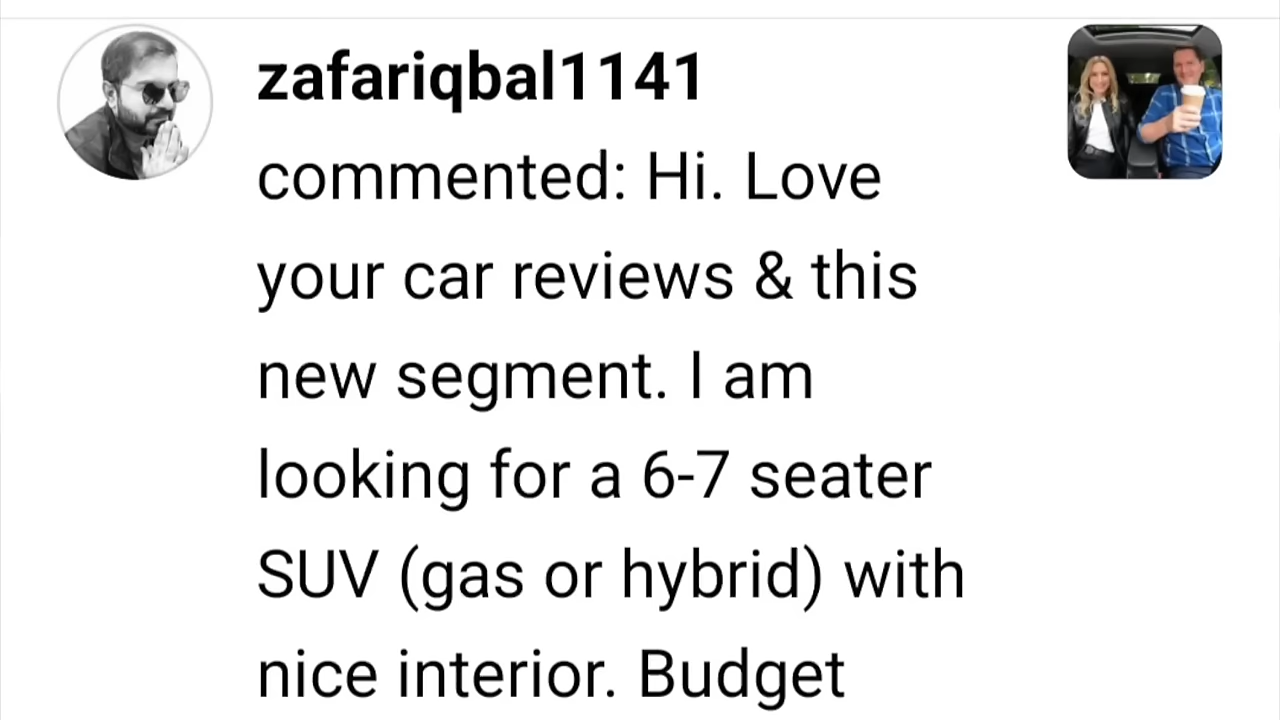 zafariqbal1141
commented: Hi. Love
your car reviews & this
new segment. I am
looking for a 6-7 seater
SUV (gas or hybrid) with
nice interior. Budget